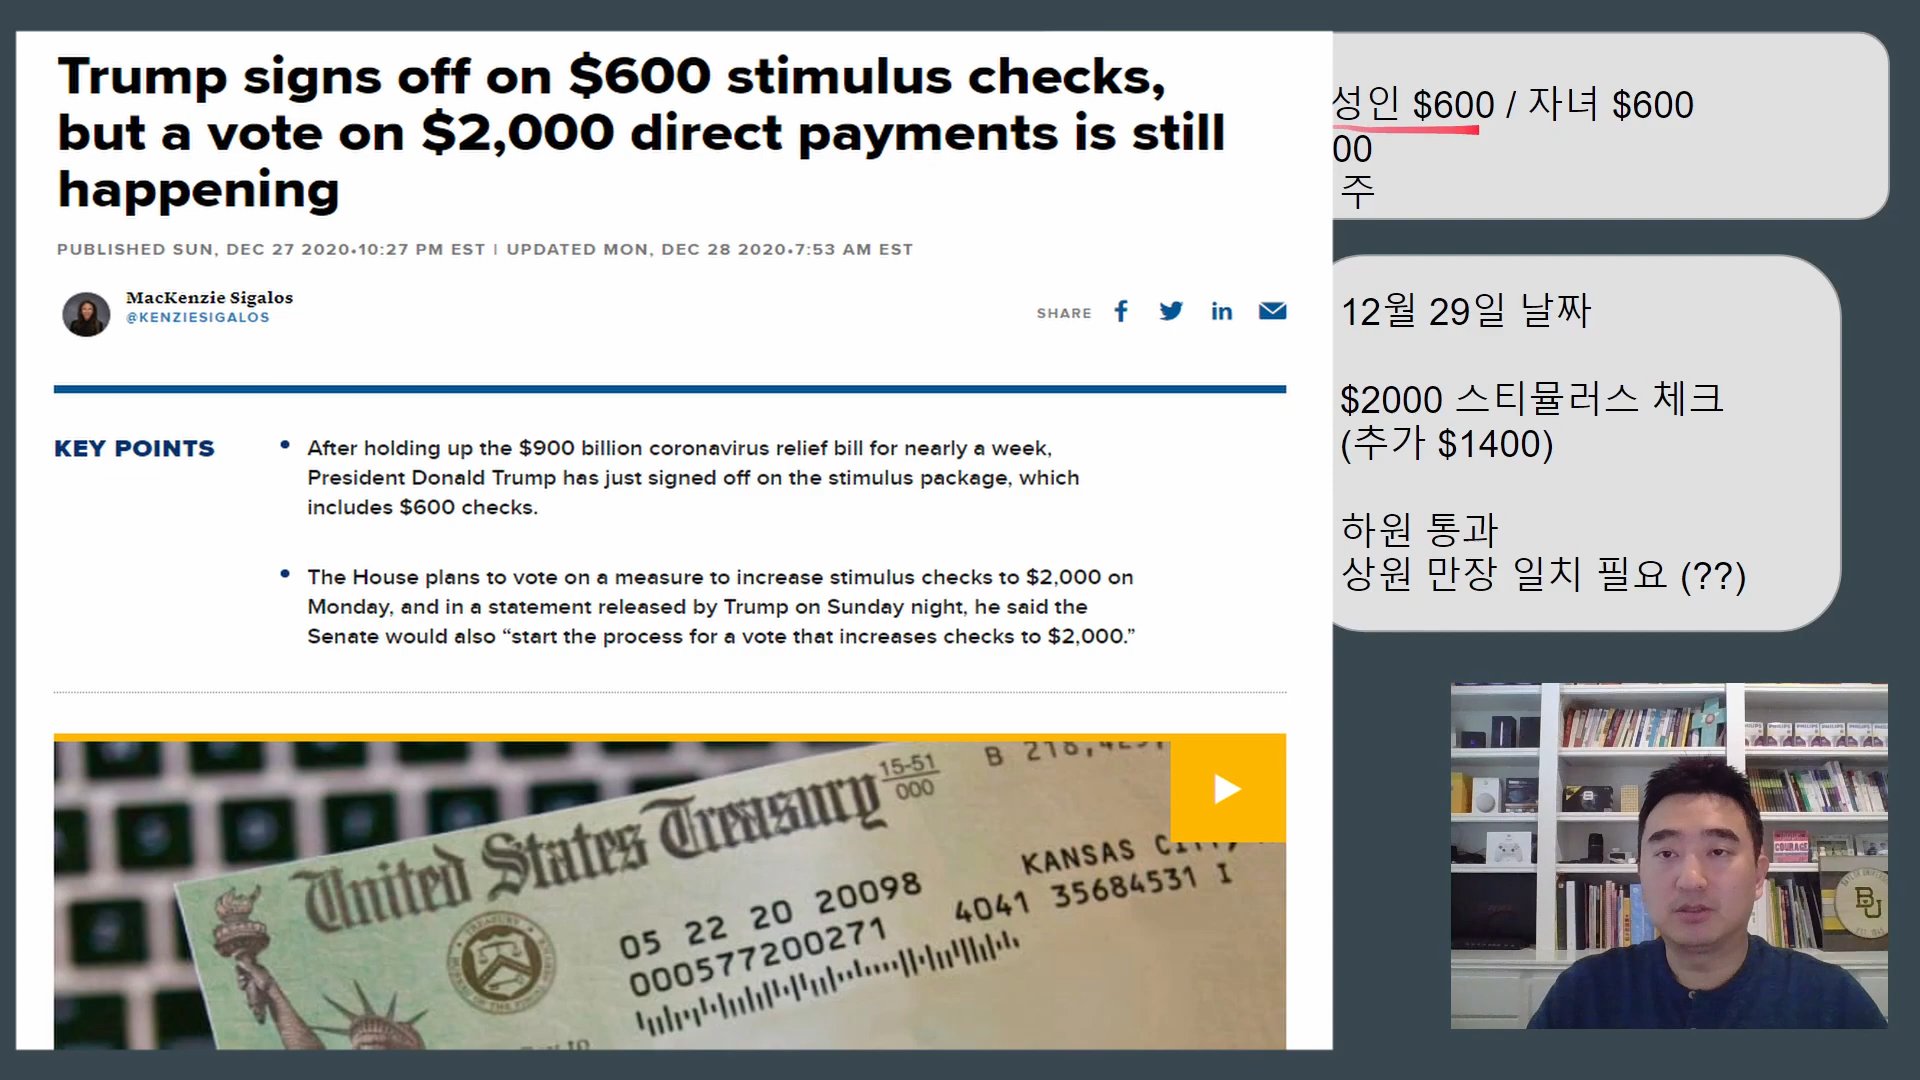 Trump signs off on $600 stimulus checks,
but a vote on $2,000 direct payments is still
happening
PUBLISHED SUN, DEC 27 2020•10:27 PM EST | UPDATED MON, DEC 28 2020•7:53 AM EST
MacKenzie Sigalos
@KENZIESIGALOS
SHARE
KEY POINTS
After holding up the $900 billion coronavirus relief bill for nearly a week,
President Donald Trump has just signed off on the stimulus package, which
includes $600 checks.
The House plans to vote on a measure to increase stimulus checks to $2,000 on
Monday, and in a statement released by Trump on Sunday night, he said the
Senate would also “start the process for a vote that increases checks to $2,000.”
United States Treasury
15-51
000
KANSAS
05 22 20 20098
4041 35684531 I
000577200271
성인 $600 / 자녀 $600
00
주
12월 29일 날짜
$2000 스티뮬러스 체크
(추가 $1400)
하원 통과
상원 만장 일치 필요 (??)
COURAGE
BU